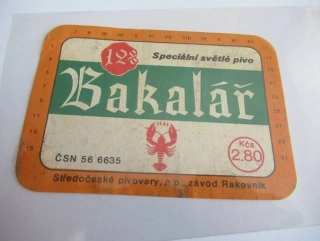 12%
Speciální světlé pivo
Bakalář
Kčs
2,80
ČSN 56 6635
Středočeské pivovary, n.p., závod Rakovník